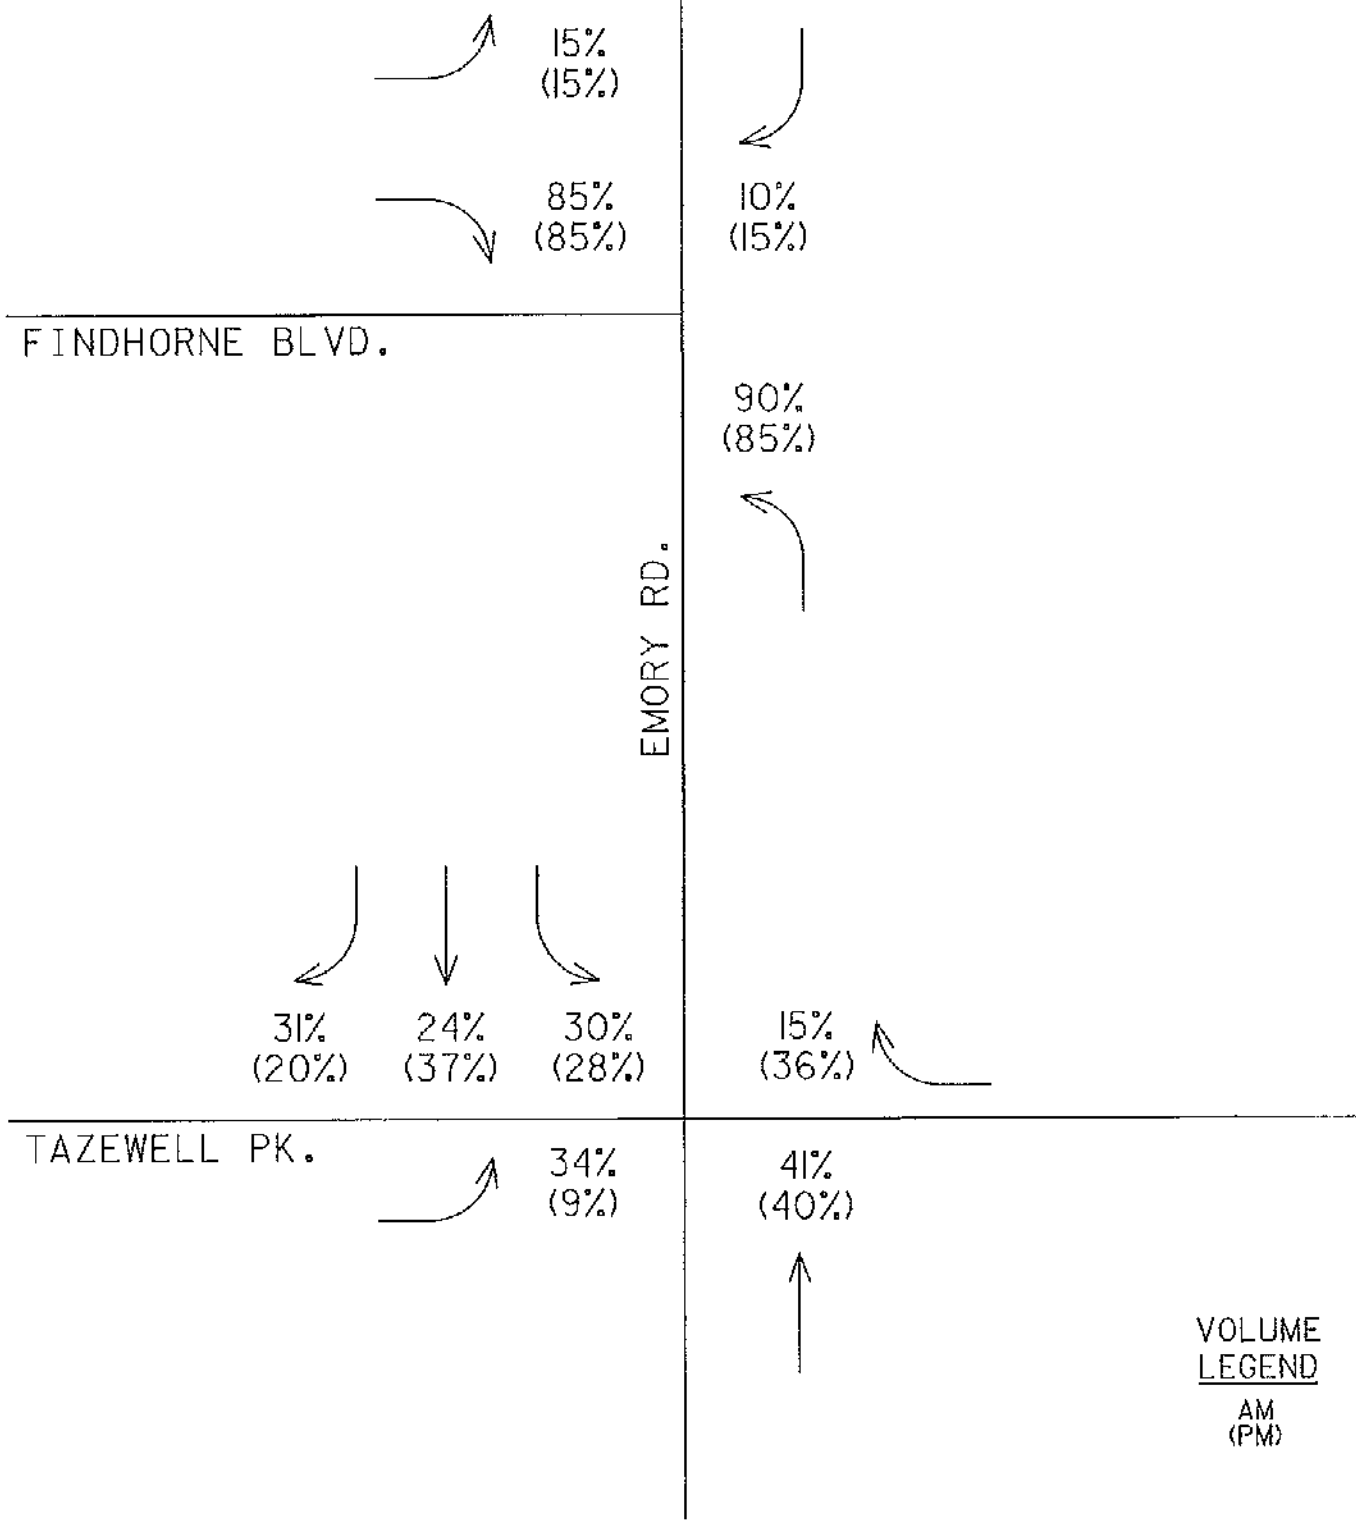 15%
(15%)
85%
(85%)
10%
(15%)
FINDHORNE BLVD.
90%
(85%)
EMORY RD.
31%
(20%)
24%
(37%)
30%
(28%)
15%
(36%)
TAZEWELL PK.
34%
(9%)
41%
(40%)
VOLUME
LEGEND
AM
(PM)